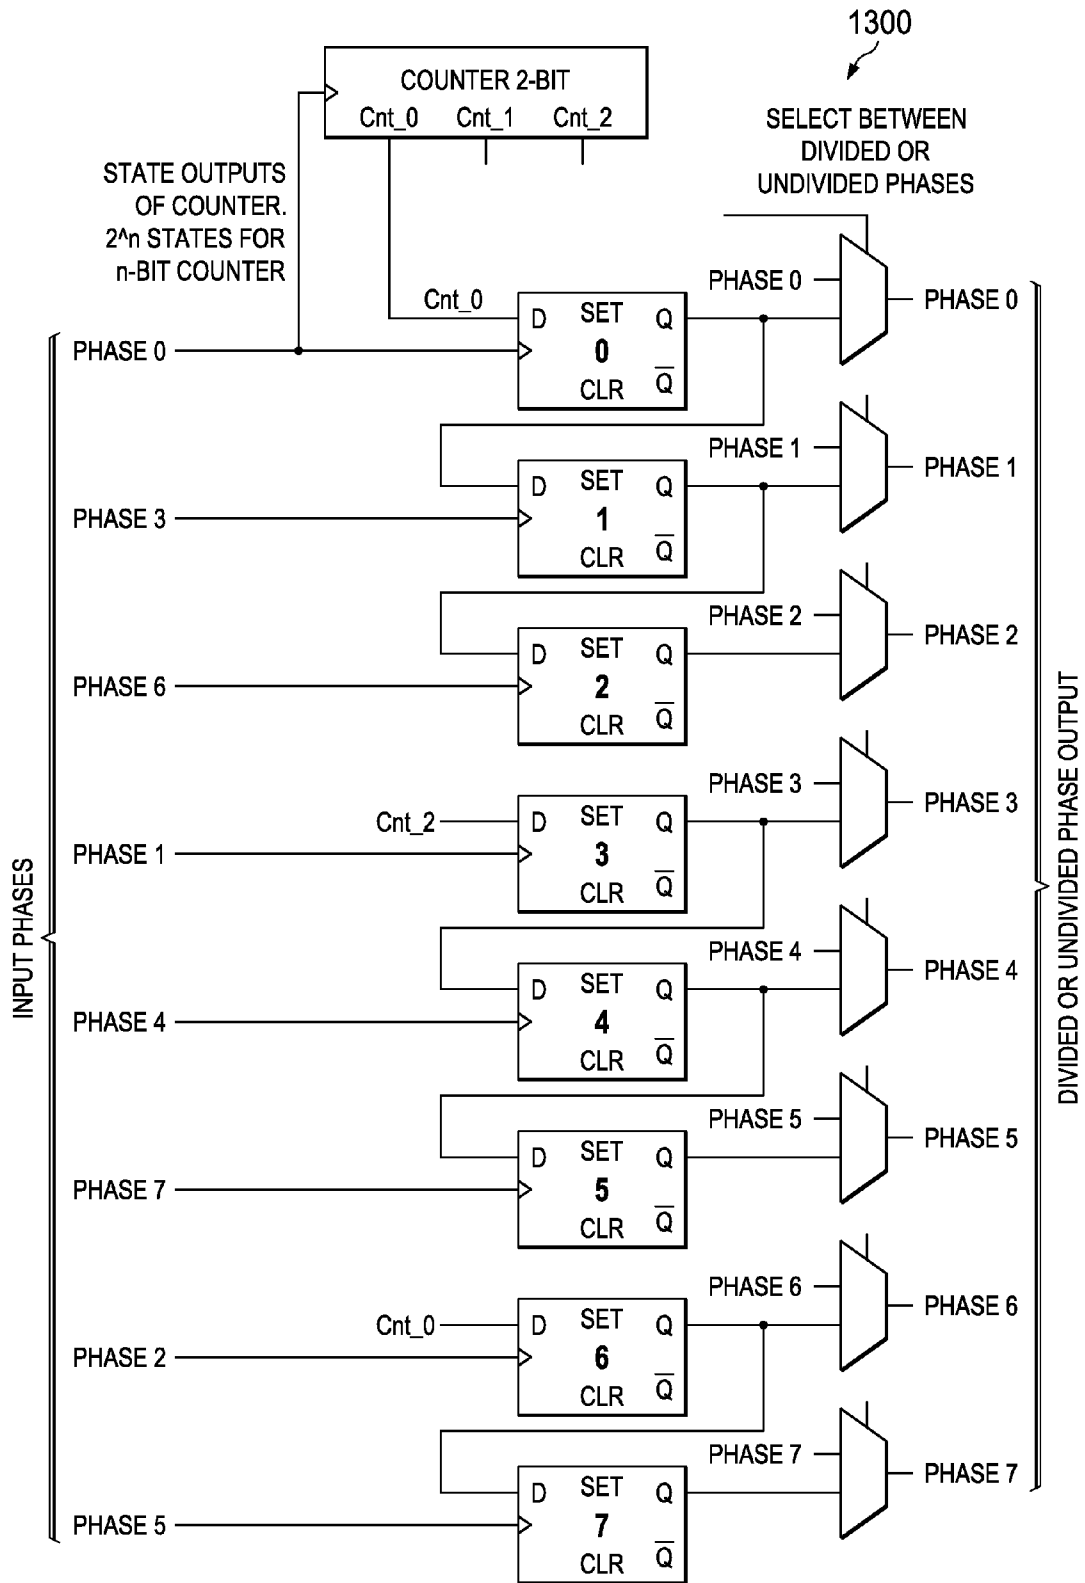 1300
COUNTER 2-BIT
Cnt_0 Cnt_1 Cnt_2
SELECT BETWEEN
DIVIDED OR
UNDIVIDED PHASES
STATE OUTPUTS
OF COUNTER.
2^n STATES FOR
n-BIT COUNTER
INPUT PHASES
Cnt_0
PHASE 0
D SET Q
0
CLR Q̅
PHASE 0
PHASE 0
PHASE 3
D SET Q
1
CLR Q̅
PHASE 1
PHASE 1
PHASE 6
D SET Q
2
CLR Q̅
PHASE 2
PHASE 2
Cnt_2
PHASE 1
D SET Q
3
CLR Q̅
PHASE 3
PHASE 3
PHASE 4
D SET Q
4
CLR Q̅
PHASE 4
PHASE 4
PHASE 7
D SET Q
5
CLR Q̅
PHASE 5
PHASE 5
Cnt_0
PHASE 2
D SET Q
6
CLR Q̅
PHASE 6
PHASE 6
PHASE 5
D SET Q
7
CLR Q̅
PHASE 7
PHASE 7
DIVIDED OR UNDIVIDED PHASE OUTPUT